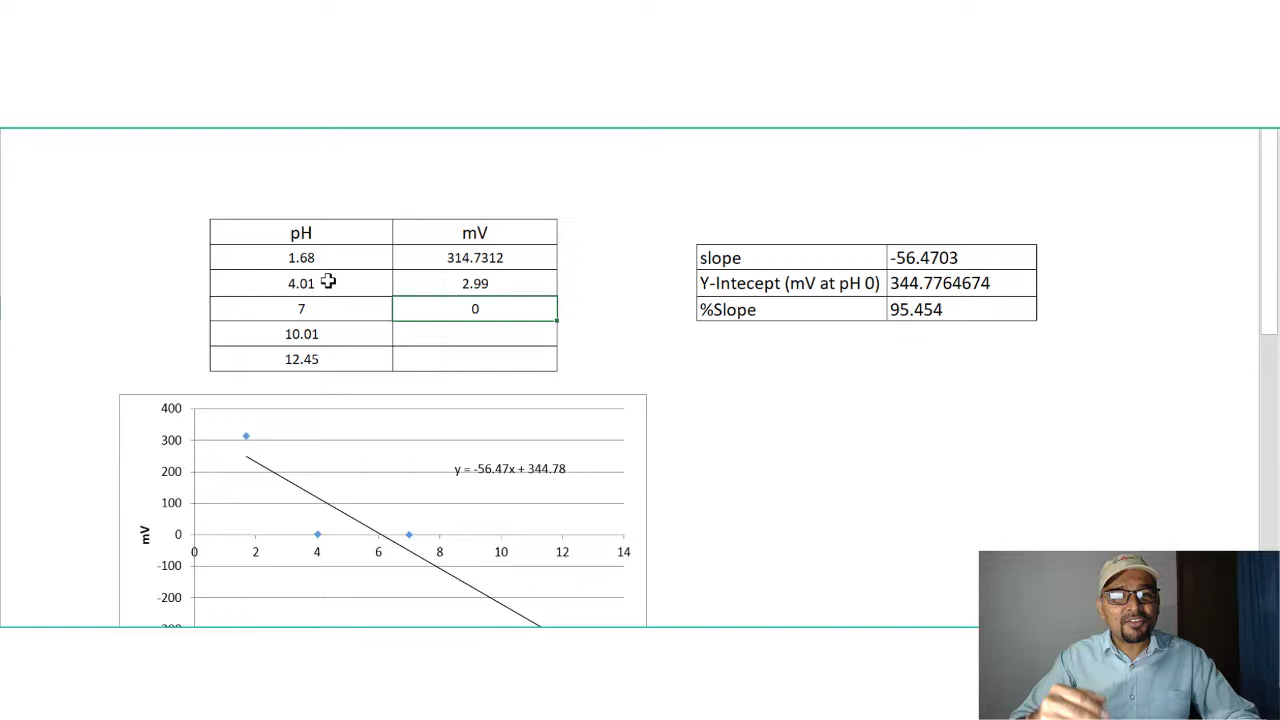 pH mV
1.68 314.7312
4.01 2.99
7 0
10.01
12.45
slope -56.4703
Y-Intecept (mV at pH 0) 344.7764674
%Slope 95.454
400
300
200
100
0
-100
-200
y = -56.47x + 344.78
mV
0 2 4 6 8 10 12 14